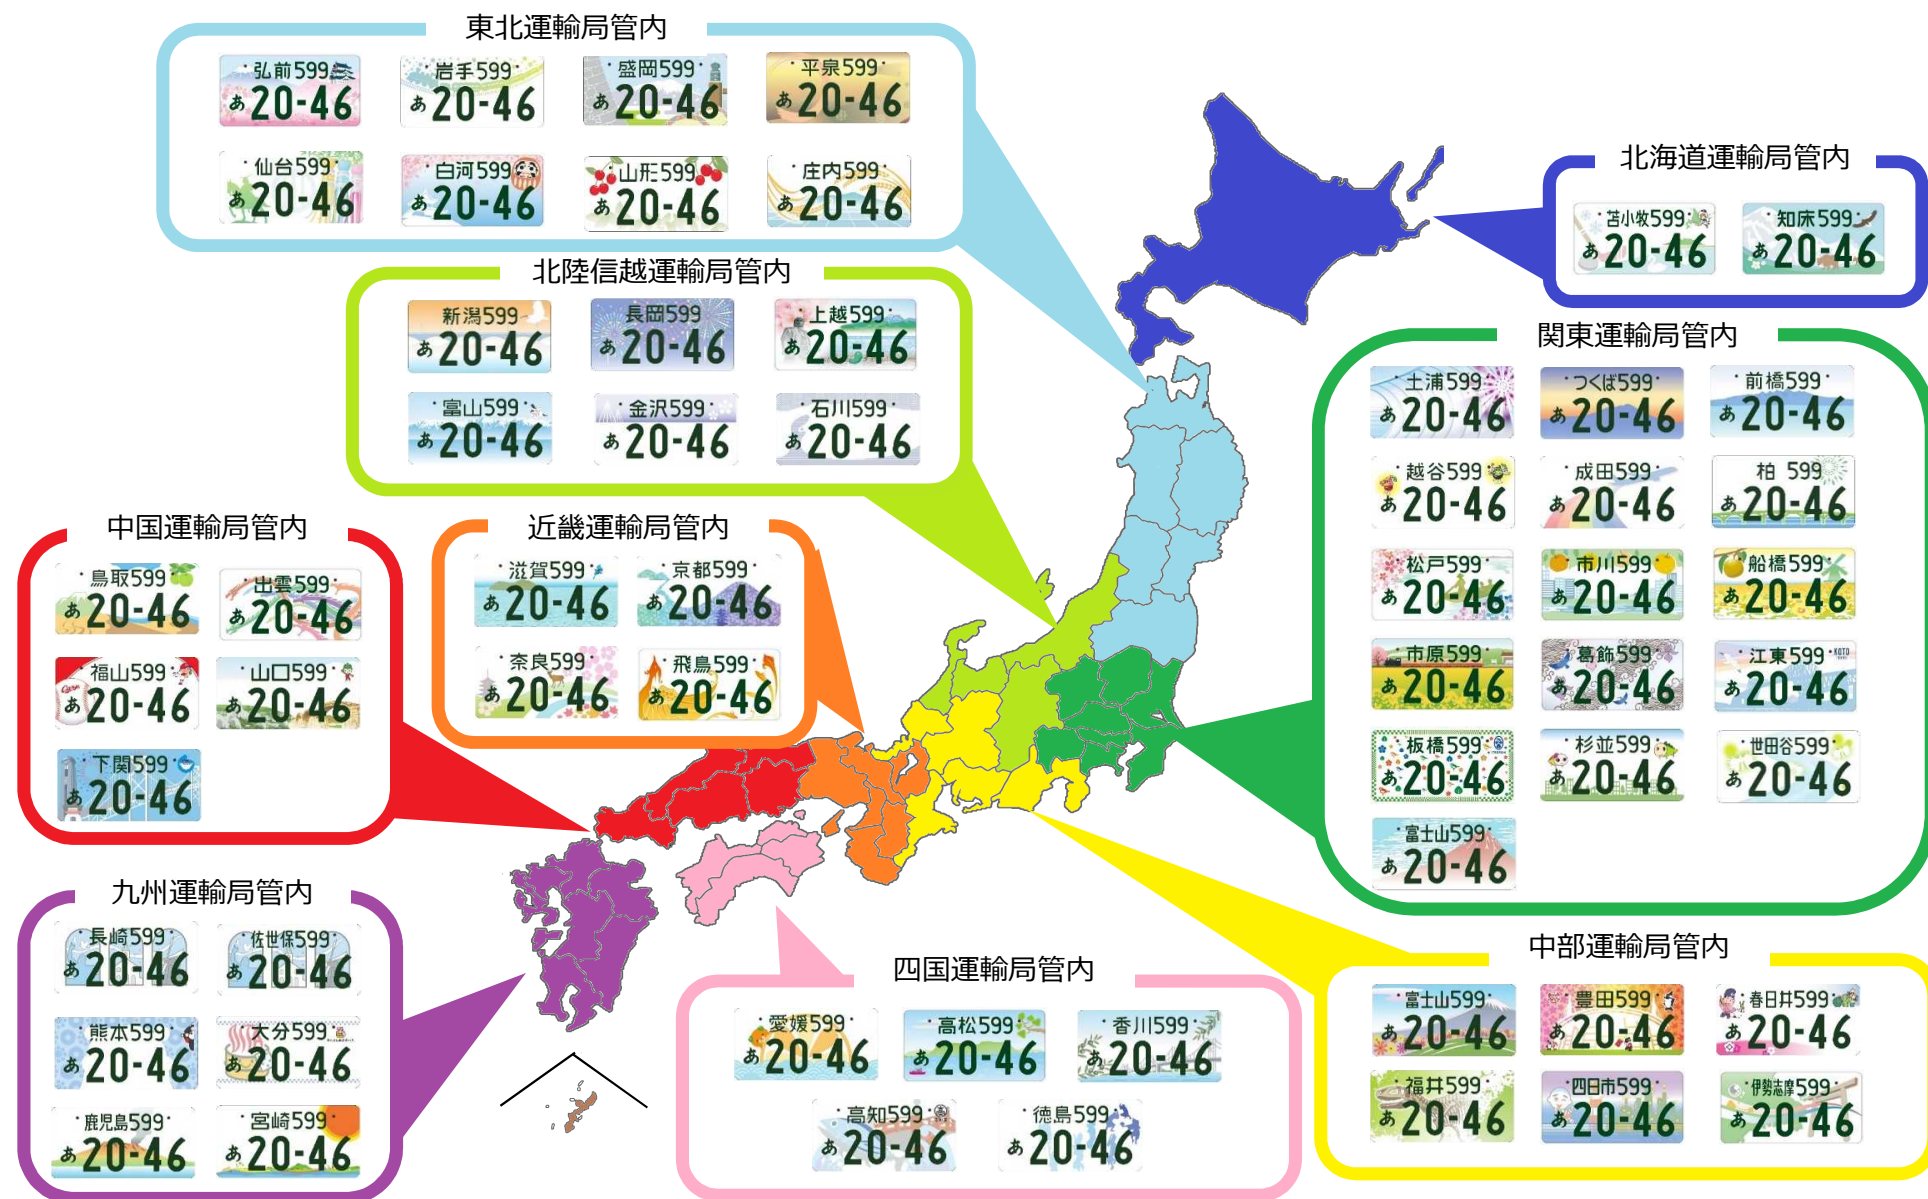 東北運輸局管内
弘前599
あ20-46
岩手599
あ20-46
盛岡599
あ20-46
平泉599
あ20-46
仙台599
あ20-46
白河599
あ20-46
山形599
あ20-46
庄内599
あ20-46
北海道運輸局管内
苫小牧599
あ20-46
知床599
あ20-46
北陸信越運輸局管内
新潟599
あ20-46
長岡599
あ20-46
上越599
あ20-46
富山599
あ20-46
金沢599
あ20-46
石川599
あ20-46
関東運輸局管内
土浦599
あ20-46
つくば599
あ20-46
前橋599
あ20-46
越谷599
あ20-46
成田599
あ20-46
柏 599
あ20-46
松戸599
あ20-46
市川599
あ20-46
船橋599
あ20-46
市原599
あ20-46
葛飾599
あ20-46
江東599
KOTO
あ20-46
板橋599
あ20-46
杉並599
あ20-46
世田谷599
あ20-46
富士山599
あ20-46
中国運輸局管内
鳥取599
あ20-46
出雲599
あ20-46
福山599
あ20-46
山口599
あ20-46
下関599
あ20-46
近畿運輸局管内
滋賀599
あ20-46
京都599
あ20-46
奈良599
あ20-46
飛鳥599
あ20-46
九州運輸局管内
長崎599
あ20-46
佐世保599
あ20-46
熊本599
あ20-46
大分599
あ20-46
鹿児島599
あ20-46
宮崎599
あ20-46
四国運輸局管内
愛媛599
あ20-46
高松599
あ20-46
香川599
あ20-46
高知599
あ20-46
徳島599
あ20-46
中部運輸局管内
富士山599
あ20-46
豊田599
あ20-46
春日井599
あ20-46
福井599
あ20-46
四日市599
あ20-46
伊勢志摩599
あ20-46